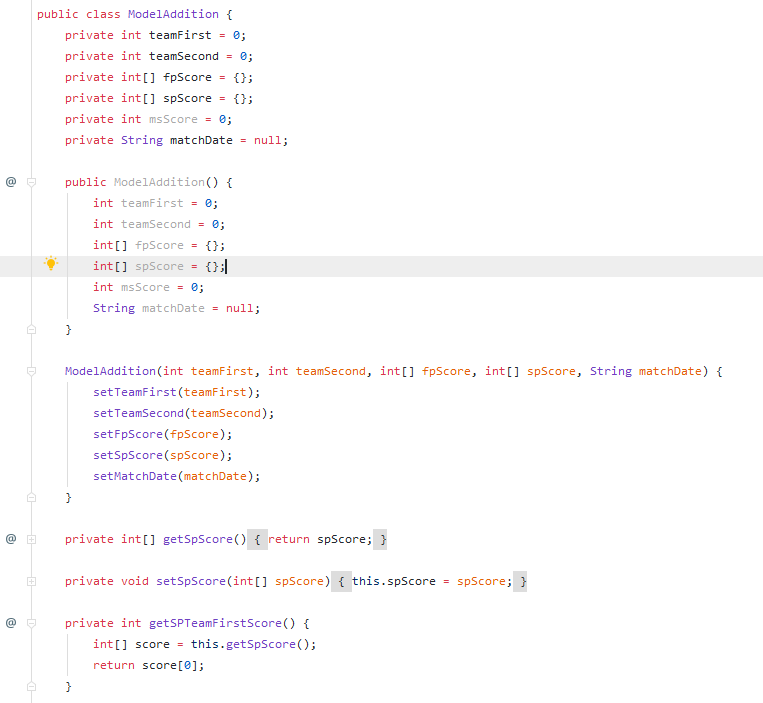 public class ModelAddition {
private int teamFirst = 0;
private int teamSecond = 0;
private int[] fpScore = {};
private int[] spScore = {};
private int msScore = 0;
private String matchDate = null;
@ public ModelAddition() {
int teamFirst = 0;
int teamSecond = 0;
int[] fpScore = {};
int[] spScore = {};
int msScore = 0;
String matchDate = null;
}
ModelAddition(int teamFirst, int teamSecond, int[] fpScore, int[] spScore, String matchDate) {
setTeamFirst(teamFirst);
setTeamSecond(teamSecond);
setFpScore(fpScore);
setSpScore(spScore);
setMatchDate(matchDate);
}
@ private int[] getSpScore() { return spScore; }
private void setSpScore(int[] spScore) { this.spScore = spScore; }
@ private int getSPTeamFirstScore() {
int[] score = this.getSpScore();
return score[0];
}